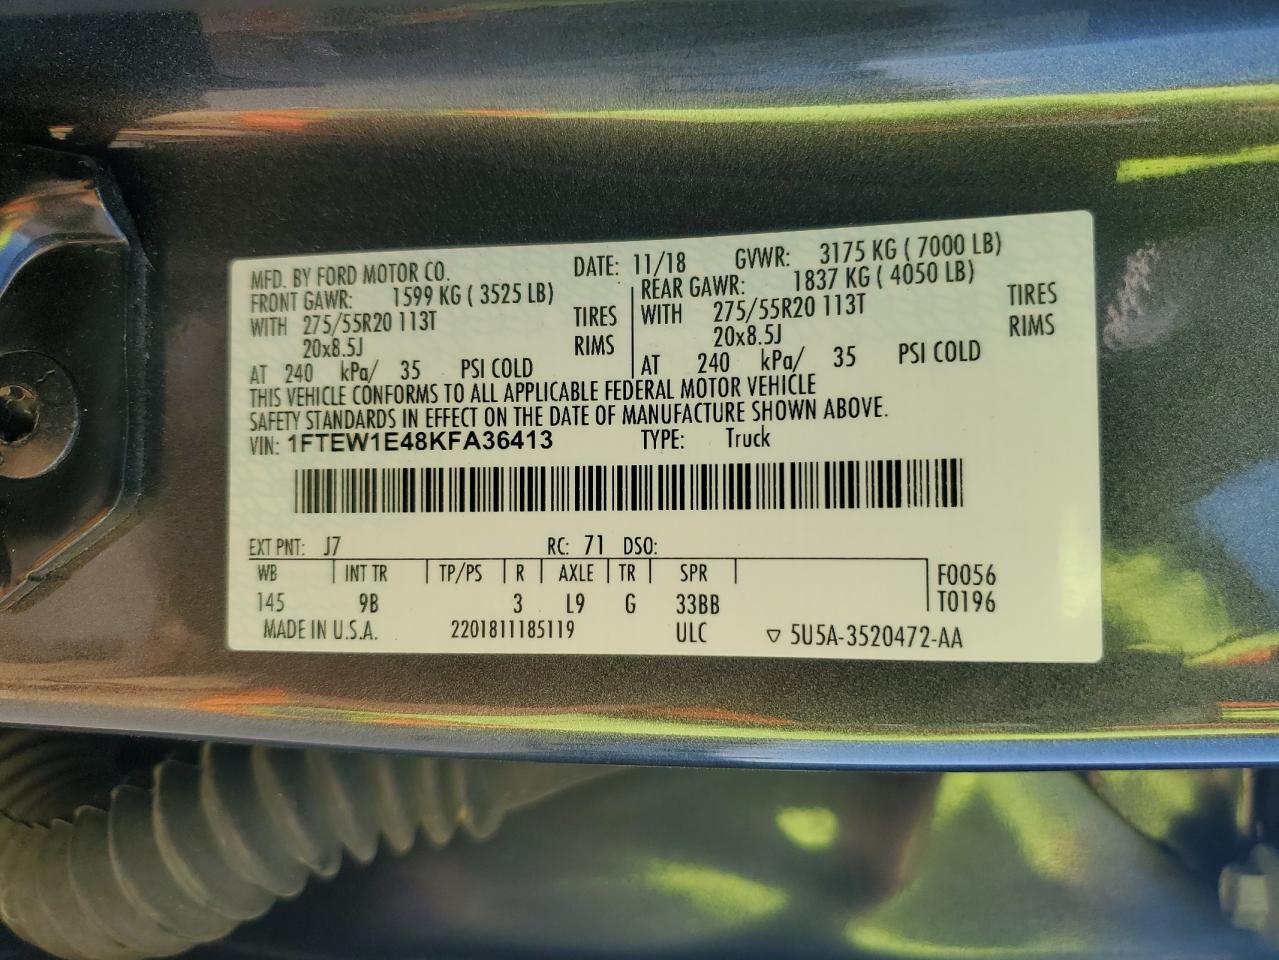 MFD. BY FORD MOTOR CO. DATE: 11/18 GVWR: 3175 KG ( 7000 LB)
FRONT GAWR: 1599 KG ( 3525 LB) REAR GAWR: 1837 KG ( 4050 LB)
WITH 275/55R20 113T TIRES WITH 275/55R20 113T TIRES
20x8.5J RIMS 20x8.5J RIMS
AT 240 kPa/ 35 PSI COLD AT 240 kPa/ 35 PSI COLD
THIS VEHICLE CONFORMS TO ALL APPLICABLE FEDERAL MOTOR VEHICLE
SAFETY STANDARDS IN EFFECT ON THE DATE OF MANUFACTURE SHOWN ABOVE.
VIN: 1FTEW1E48KFA36413 TYPE: Truck
EXT PNT: J7 RC: 71 DSO:
WB INT TR TP/PS R AXLE TR SPR F0056
145 9B 3 L9 G 33BB T0196
MADE IN U.S.A. 2201811185119 ULC ▽ 5U5A-3520472-AA